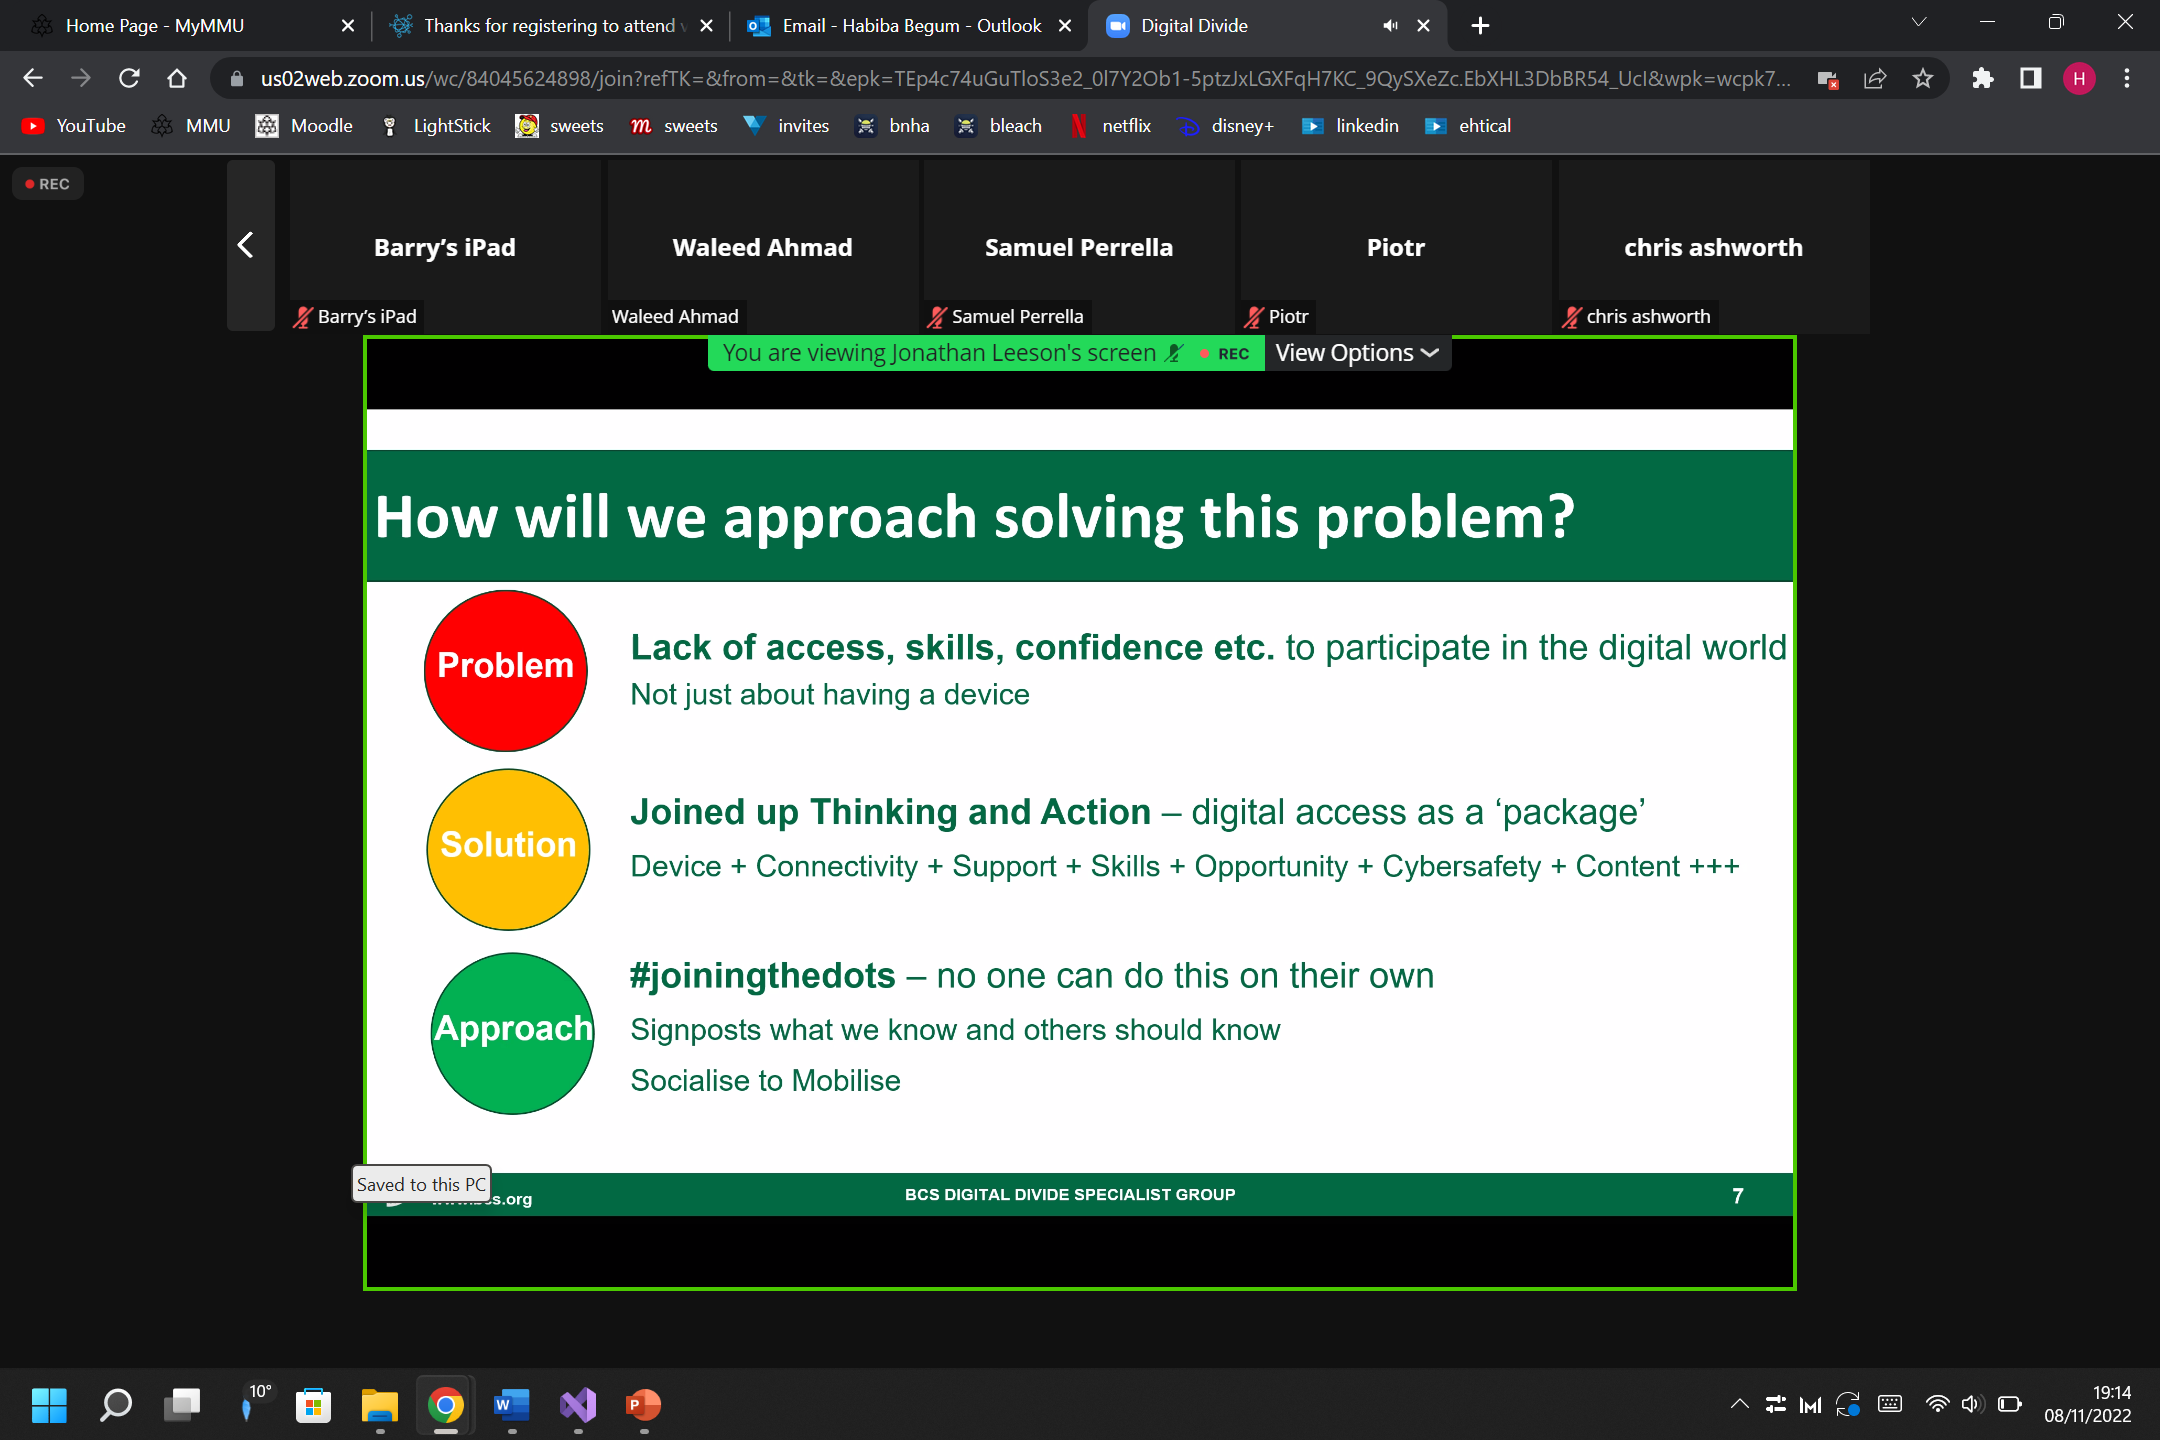 Home Page - MyMMU
Thanks for registering to attend
Email - Habiba Begum - Outlook
Digital Divide
us02web.zoom.us/wc/84045624898/join?refTK=&from=&tk=&epk=
H
YouTube
MMU
Moodle
LightStick
sweets
sweets
invites
bnha
bleach
netflix
disney+
linkedin
ehtical
REC
Barry’s iPad
Waleed Ahmad
Samuel Perrella
Piotr
chris ashworth
Barry’s iPad
Waleed Ahmad
Samuel Perrella
Piotr
chris ashworth
You are viewing Jonathan Leeson's screen
REC
View Options
How will we approach solving this problem?
Problem
Lack of access, skills, confidence etc. to participate in the digital world
Not just about having a device
Solution
Joined up Thinking and Action – digital access as a ‘package’
Device + Connectivity + Support + Skills + Opportunity + Cybersafety + Content +++
Approach
#joiningthedots – no one can do this on their own
Signposts what we know and others should know
Socialise to Mobilise
Saved to this PC
BCS DIGITAL DIVIDE SPECIALIST GROUP
7
10°
19:14
08/11/2022